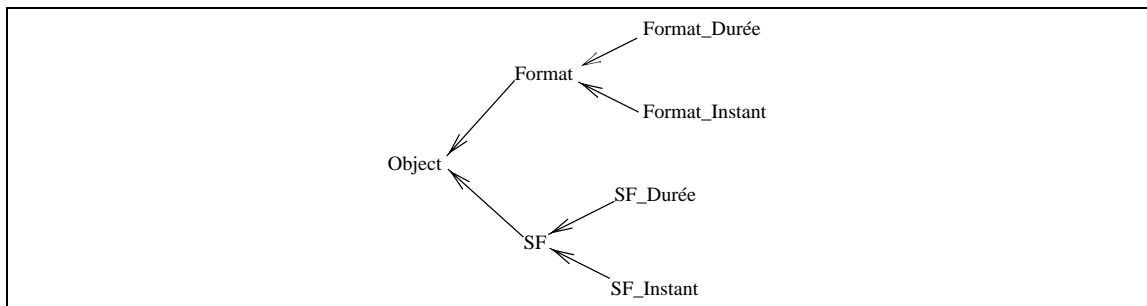 Format_Durée
Format
Format_Instant
Object
SF_Durée
SF
SF_Instant